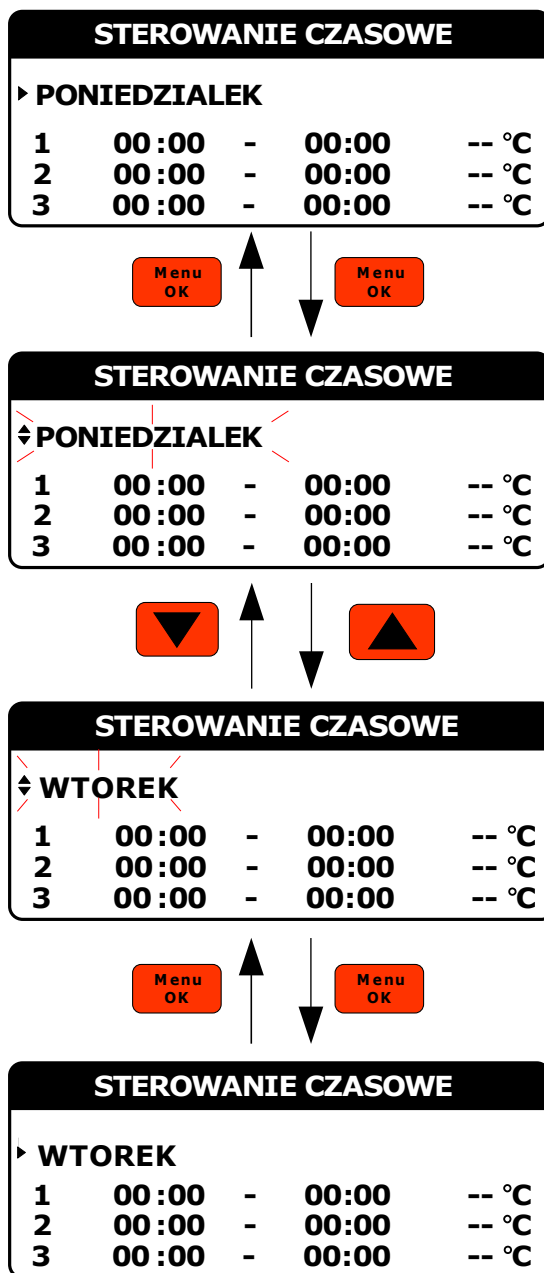 STEROWANIE CZASOWE
PONIEDZIALEK
1 00:00 - 00:00 -- °C
2 00:00 - 00:00 -- °C
3 00:00 - 00:00 -- °C
Menu OK Menu OK
STEROWANIE CZASOWE
PONIEDZIALEK
1 00:00 - 00:00 -- °C
2 00:00 - 00:00 -- °C
3 00:00 - 00:00 -- °C
STEROWANIE CZASOWE
WTOREK
1 00:00 - 00:00 -- °C
2 00:00 - 00:00 -- °C
3 00:00 - 00:00 -- °C
Menu OK Menu OK
STEROWANIE CZASOWE
WTOREK
1 00:00 - 00:00 -- °C
2 00:00 - 00:00 -- °C
3 00:00 - 00:00 -- °C